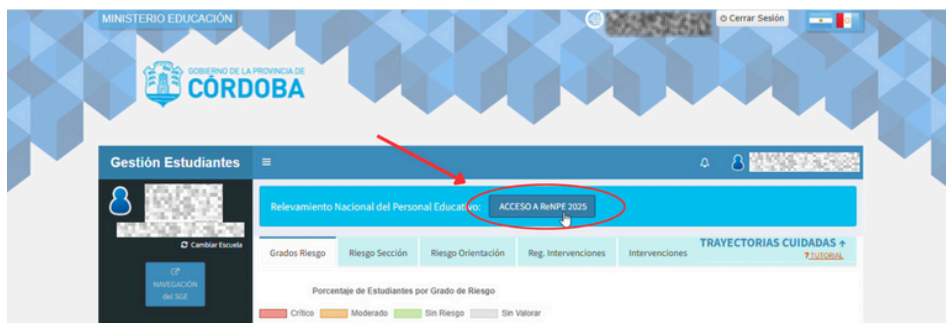 MINISTERIO EDUCACIÓN
Cerrar Sesión
GOBIERNO DE LA PROVINCIA DE
CÓRDOBA
Gestión Estudiantes
Relevamiento Nacional del Personal Educativo:
ACCESO A ReNPE 2025
Cambiar Escuela
NAVEGACIÓN
del SGE
Grados Riesgo
Riesgo Sección
Riesgo Orientación
Reg. Intervenciones
Intervenciones
TRAYECTORIAS CUIDADAS
? TUTORIAL
Porcentaje de Estudiantes por Grado de Riesgo
Crítico
Moderado
Sin Riesgo
Sin Valorar